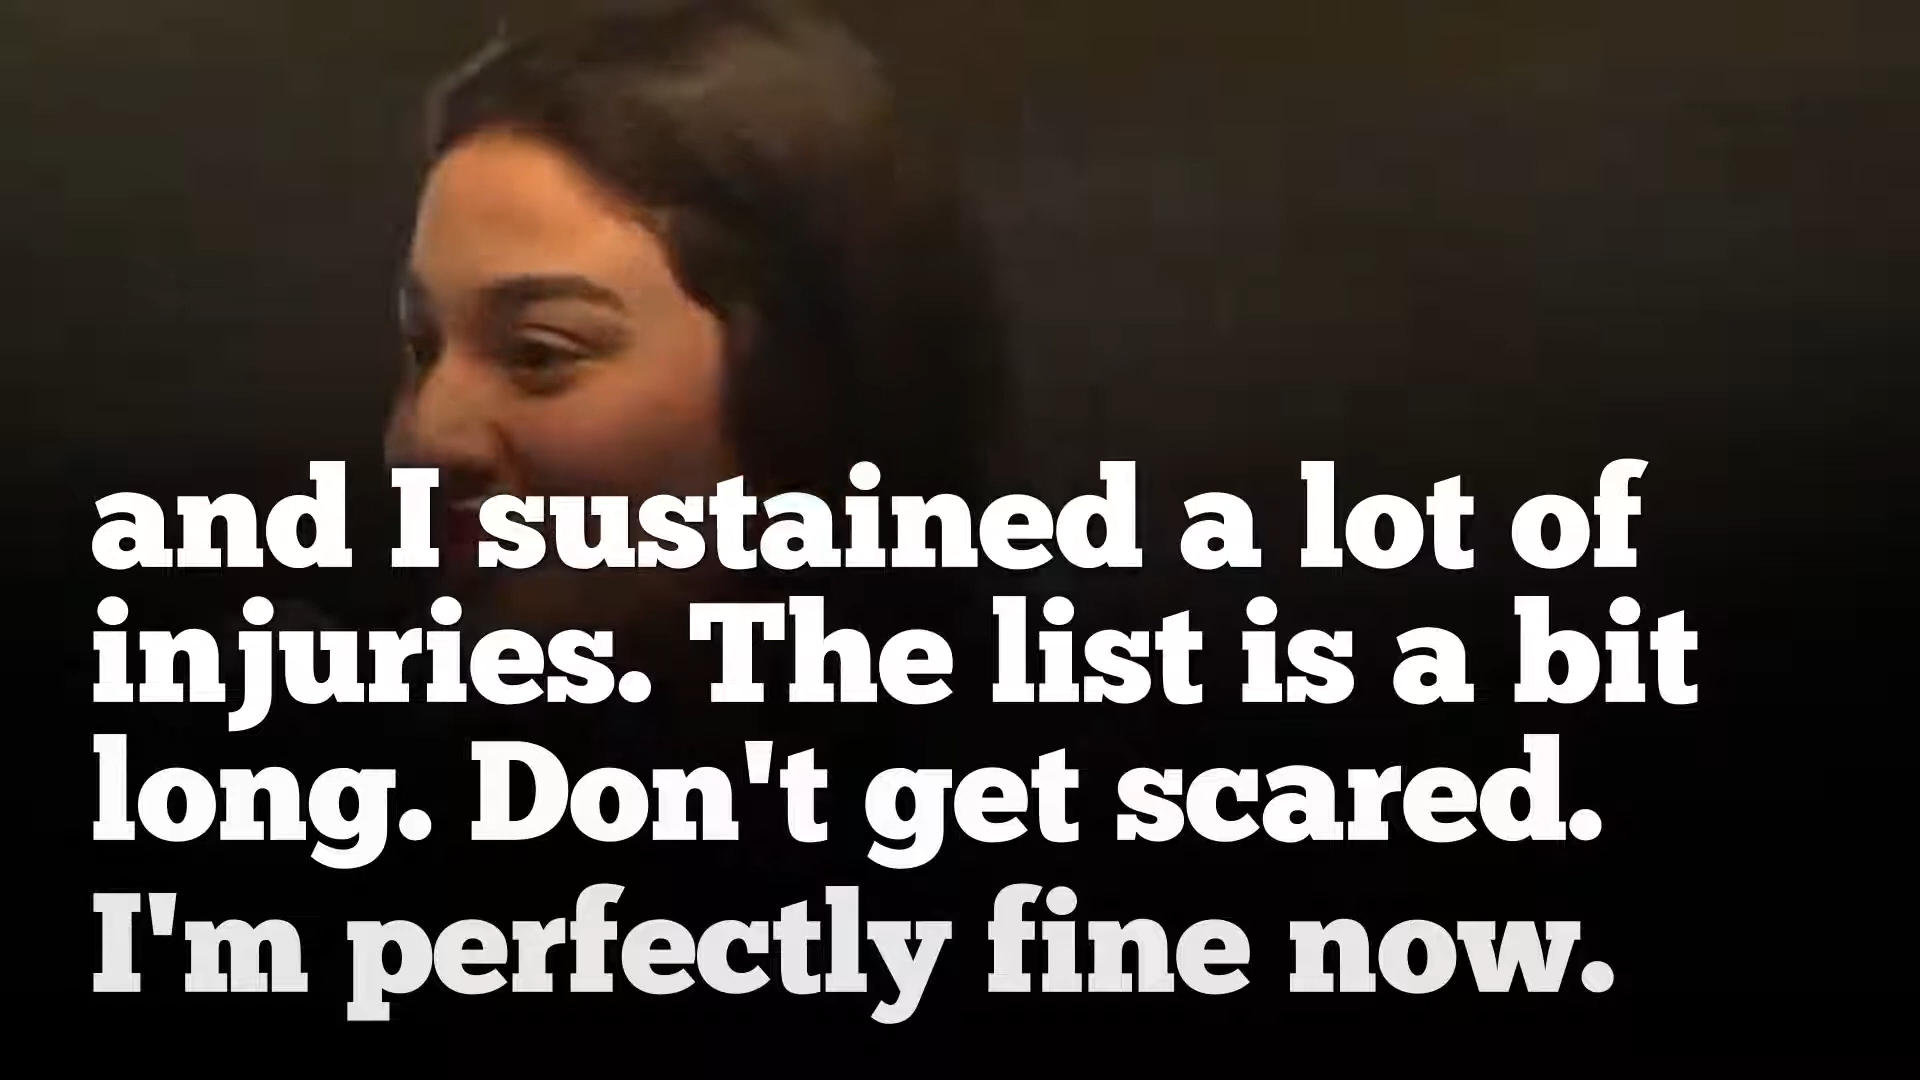 and I sustained a lot of
injuries. The list is a bit
long. Don't get scared.
I'm perfectly fine now.